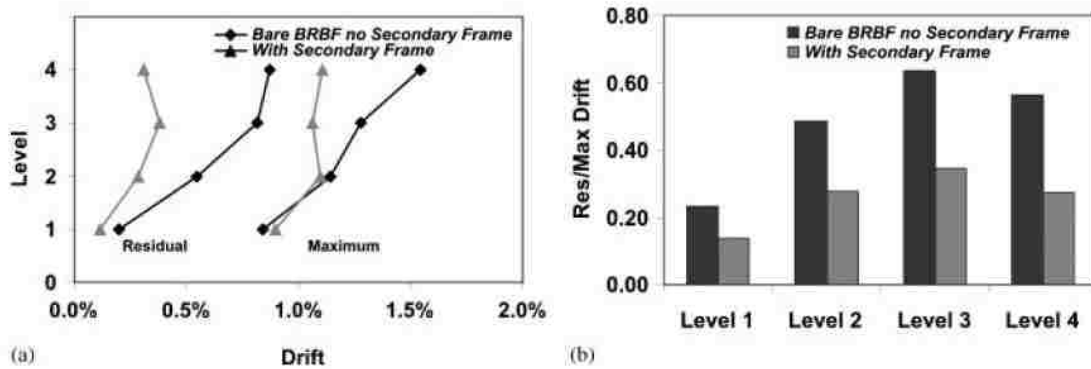 Bare BRBF no Secondary Frame
With Secondary Frame
Level
4
3
2
1
0
Residual
Maximum
0.0%
0.5%
1.0%
1.5%
2.0%
Drift
(a)
Bare BRBF no Secondary Frame
With Secondary Frame
Res/Max Drift
0.80
0.60
0.40
0.20
0.00
Level 1
Level 2
Level 3
Level 4
(b)